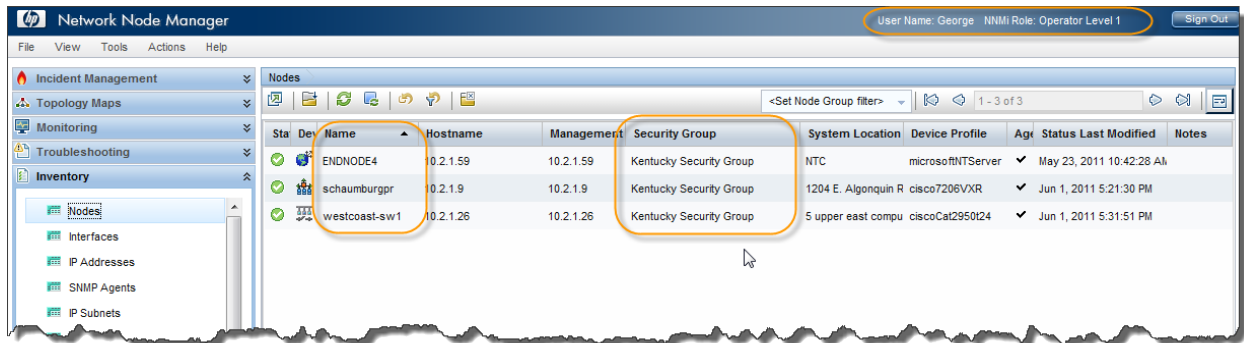 hp Network Node Manager User Name: George NNMi Role: Operator Level 1 Sign Out
File View Tools Actions Help
Incident Management
Topology Maps
Monitoring
Troubleshooting
Inventory
Nodes
Interfaces
IP Addresses
SNMP Agents
IP Subnets
Nodes
<Set Node Group filter> 1 - 3 of 3
Sta Dev Name Hostname Management Security Group System Location Device Profile Age Status Last Modified Notes
ENDNODE4 10.2.1.59 10.2.1.59 Kentucky Security Group NTC microsoftNTServer May 23, 2011 10:42:28 AM
schaumburgpr 10.2.1.9 10.2.1.9 Kentucky Security Group 1204 E. Algonquin R cisco7206VXR Jun 1, 2011 5:21:30 PM
westcoast-sw1 10.2.1.26 10.2.1.26 Kentucky Security Group 5 upper east compu ciscoCat2950t24 Jun 1, 2011 5:31:51 PM